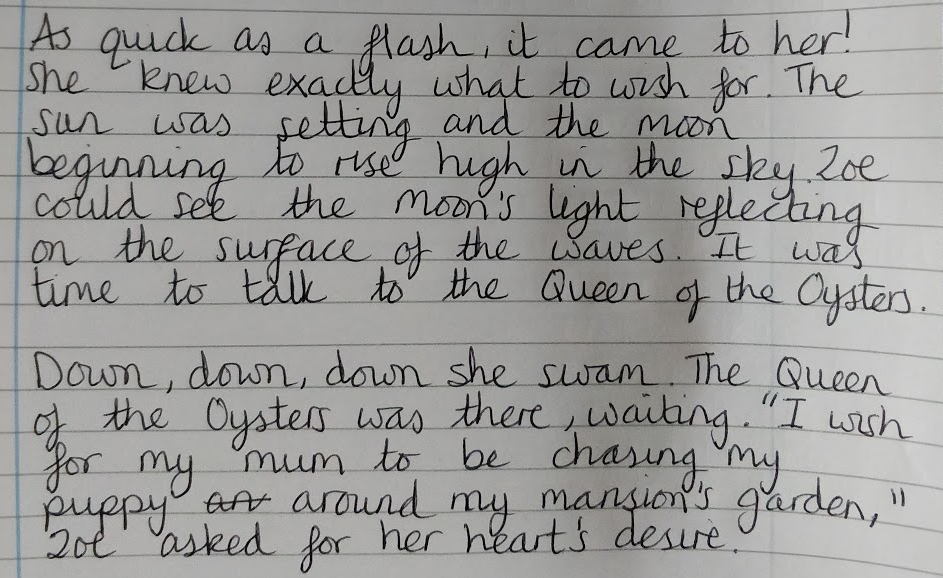 As quick as a flash, it came to her!
She knew exactly what to wish for. The
sun was setting and the moon
beginning to rise high in the sky. Zoe
could see the moon's light reflecting
on the surface of the waves. It was
time to talk to the Queen of the Oysters.
Down, down, down she swam. The Queen
of the Oysters was there, waiting. "I wish
for my mum to be chasing my
puppy around my mansion's garden,"
Zoe asked for her heart's desire.